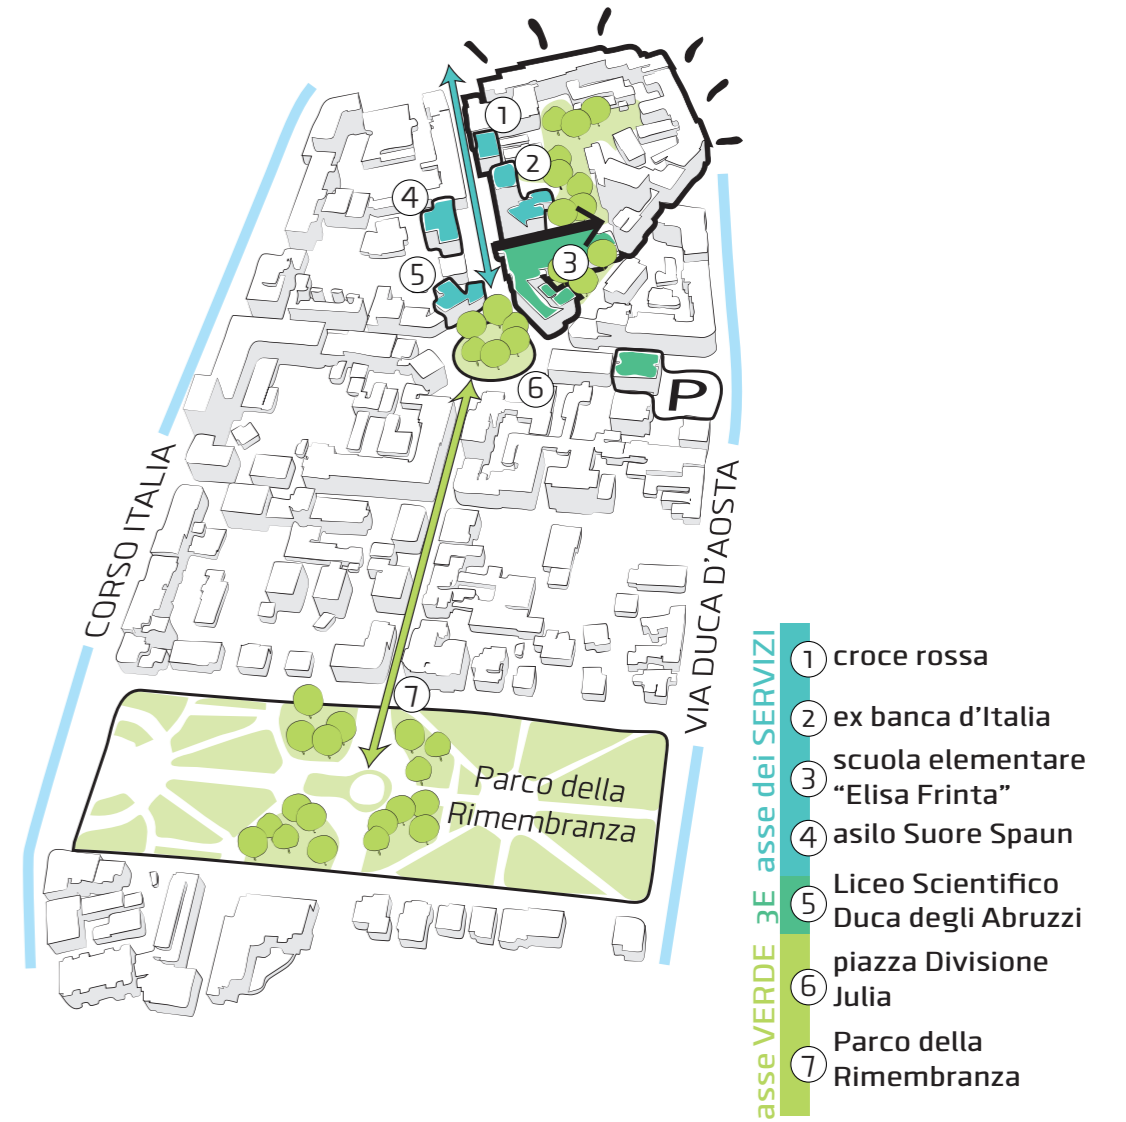 1
2
4
3
5
6
P
CORSO ITALIA
VIA DUCA D'AOSTA
7
Parco della
Rimembranza
asse dei SERVIZI
3E
asse VERDE
1 croce rossa
2 ex banca d’Italia
3 scuola elementare
“Elisa Frinta”
4 asilo Suore Spaun
5 Liceo Scientifico
Duca degli Abruzzi
6 piazza Divisione
Julia
7 Parco della
Rimembranza